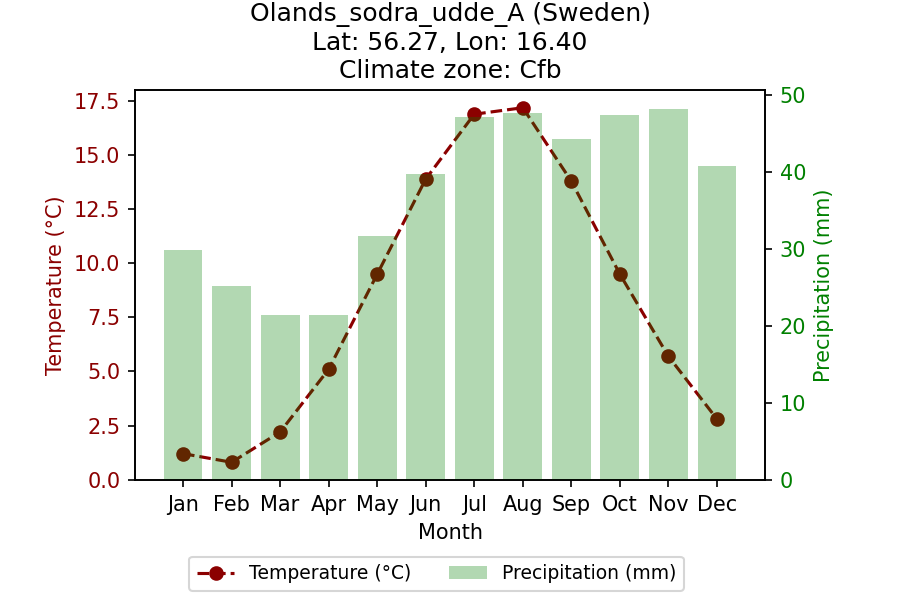 Olands_sodra_udde_A (Sweden)
Lat: 56.27, Lon: 16.40
Climate zone: Cfb
Temperature (°C)
17.5
15.0
12.5
10.0
7.5
5.0
2.5
0.0
50
40
30
20
10
0
Precipitation (mm)
Jan Feb Mar Apr May Jun Jul Aug Sep Oct Nov Dec
Month
Temperature (°C) Precipitation (mm)